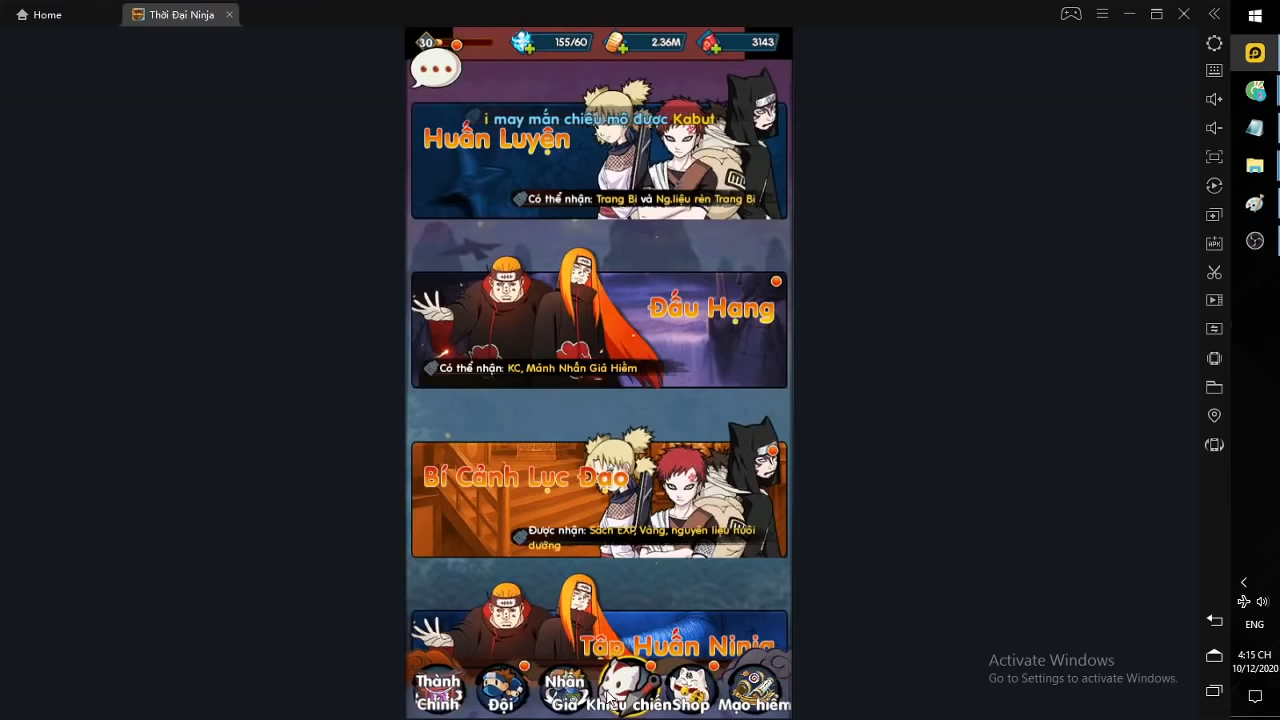 Home
Thời Đại Ninja
30
155/60
2.36M
3143
i may mắn chiêu mộ được Kabut
Huấn Luyện
Có thể nhận: Trang Bi và Ng.liệu rèn Trang Bi
Đấu Hạng
Có thể nhận: KC, Mảnh Nhẫn Giả Hiếm
Bí Cảnh Lục Đạo
Được nhận: Sách EXP, Vàng, nguyên liệu nuôi
dưỡng
Tập Huấn Ninja
Thành Chính
Đội
Nhẫn Giả
Khiêu chiến
Shop
Mạo hiểm
APK
Activate Windows
Go to Settings to activate Windows.
ENG
4:15 CH
10/12/2020